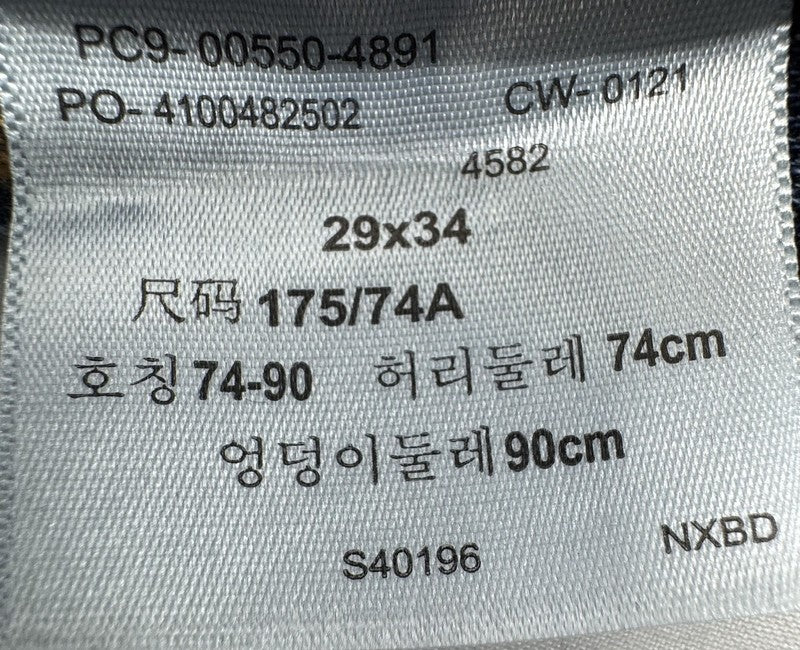 PC9-00550-4891
PO-4100482502 CW-0121
4582
29x34
尺码 175/74A
호칭 74-90 허리둘레 74cm
엉덩이둘레 90cm
S40196 NXBD